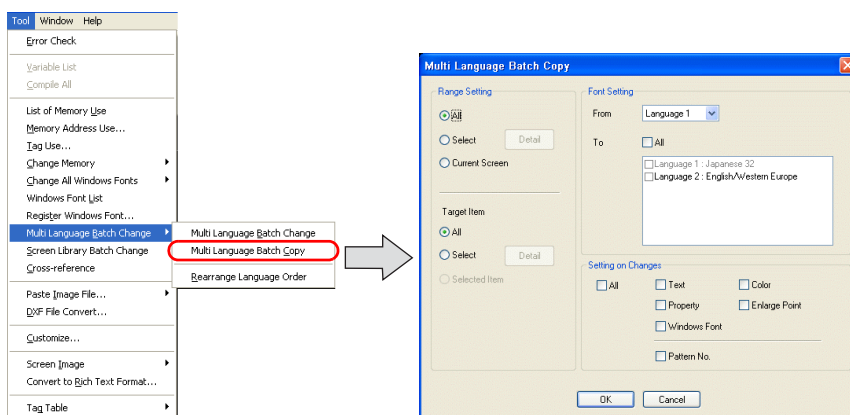 Tool Window Help
Error Check
Variable List
Compile All
List of Memory Use
Memory Address Use...
Tag Use...
Change Memory
Change All Windows Fonts
Windows Font List
Register Windows Font...
Multi Language Batch Change
Screen Library Batch Change
Cross-reference
Paste Image File...
DXF File Convert...
Customize...
Screen Image
Convert to Rich Text Format...
Tag Table
Multi Language Batch Change
Multi Language Batch Copy
Rearrange Language Order
Multi Language Batch Copy
Range Setting
All
Select Detail
Current Screen
Target Item
All
Select Detail
Selected Item
Font Setting
From Language 1
To All
Language 1 : Japanese 32
Language 2 : English/Western Europe
Setting on Changes
All Text Color
Property Enlarge Point
Windows Font
Pattern No.
OK Cancel